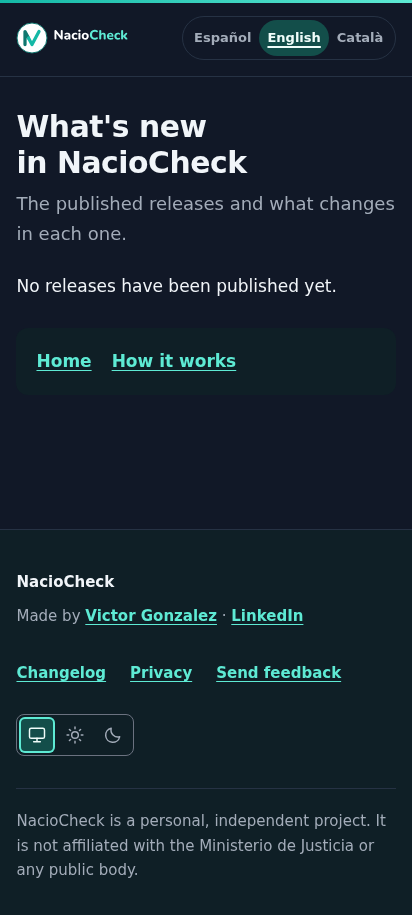 NacioCheck
Español English Català
What's new
in NacioCheck
The published releases and what changes
in each one.
No releases have been published yet.
Home How it works
NacioCheck
Made by Victor Gonzalez · LinkedIn
Changelog Privacy Send feedback
NacioCheck is a personal, independent project. It
is not affiliated with the Ministerio de Justicia or
any public body.